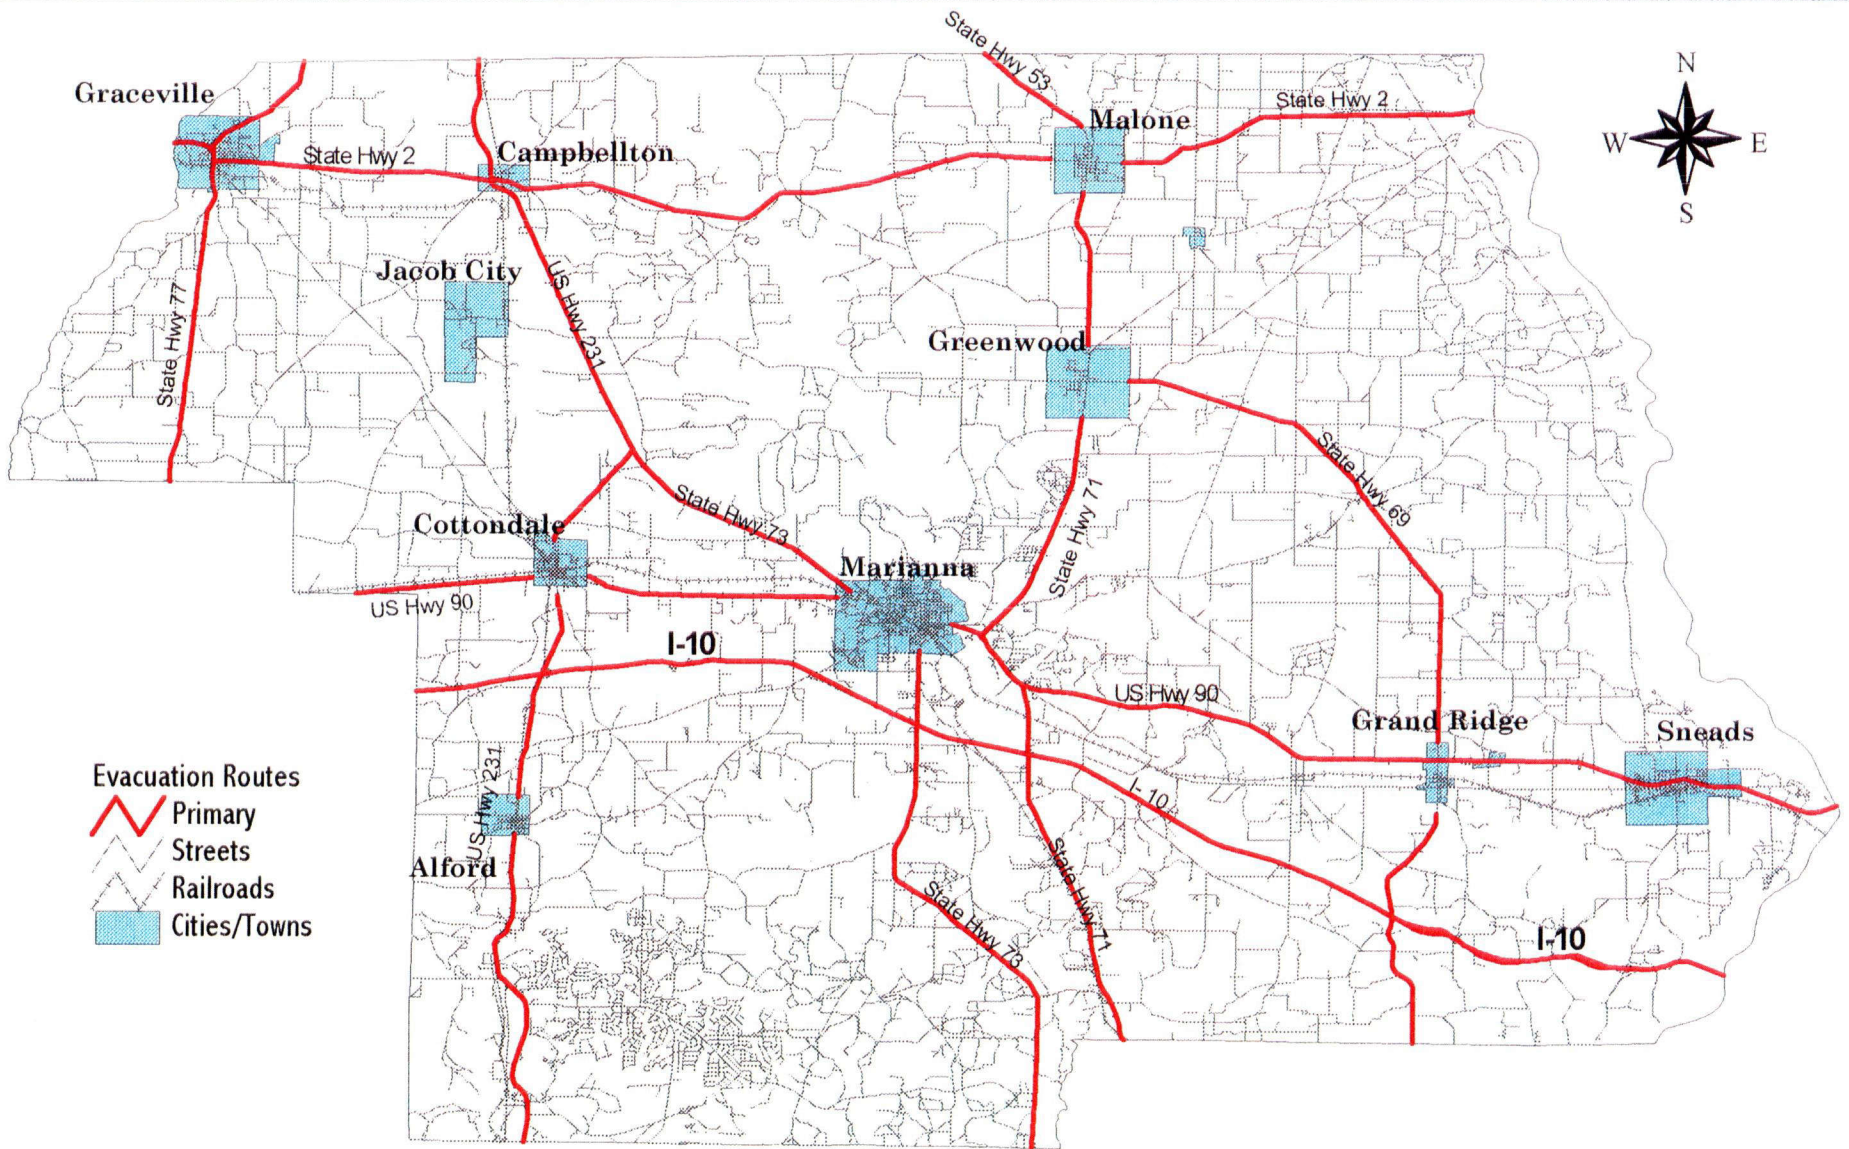 State Hwy 53
N
Graceville
State Hwy 2
Malone
W
E
State Hwy 2
Campbellton
S
Jacob City
US Hwy 231
State Hwy 77
Greenwood
State Hwy 69
State Hwy 73
State Hwy 71
Cottondale
Marianna
US Hwy 90
I-10
US Hwy 90
Grand Ridge
Sneads
Evacuation Routes
Primary
Streets
Railroads
Cities/Towns
US Hwy 231
I-10
Alford
State Hwy 73
State Hwy 71
I-10